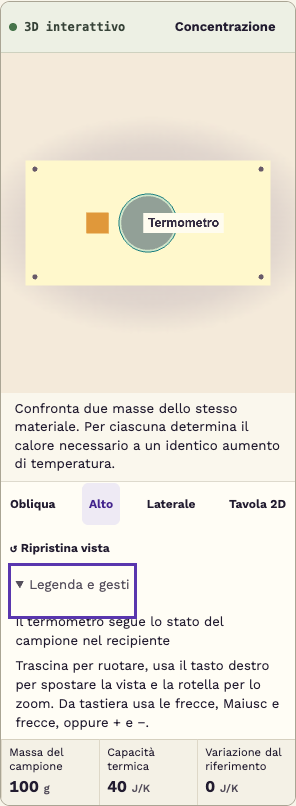 3D interattivo Concentrazione
Termometro
Confronta due masse dello stesso
materiale. Per ciascuna determina il
calore necessario a un identico aumento
di temperatura.
Obliqua Alto Laterale Tavola 2D
↺ Ripristina vista
▼ Legenda e gesti
Il termometro segue lo stato del
campione nel recipiente
Trascina per ruotare, usa il tasto destro
per spostare la vista e la rotella per lo
zoom. Da tastiera usa le frecce, Maiusc e
frecce, oppure + e −.
Massa del campione
100 g
Capacità termica
40 J/K
Variazione dal riferimento
0 J/K